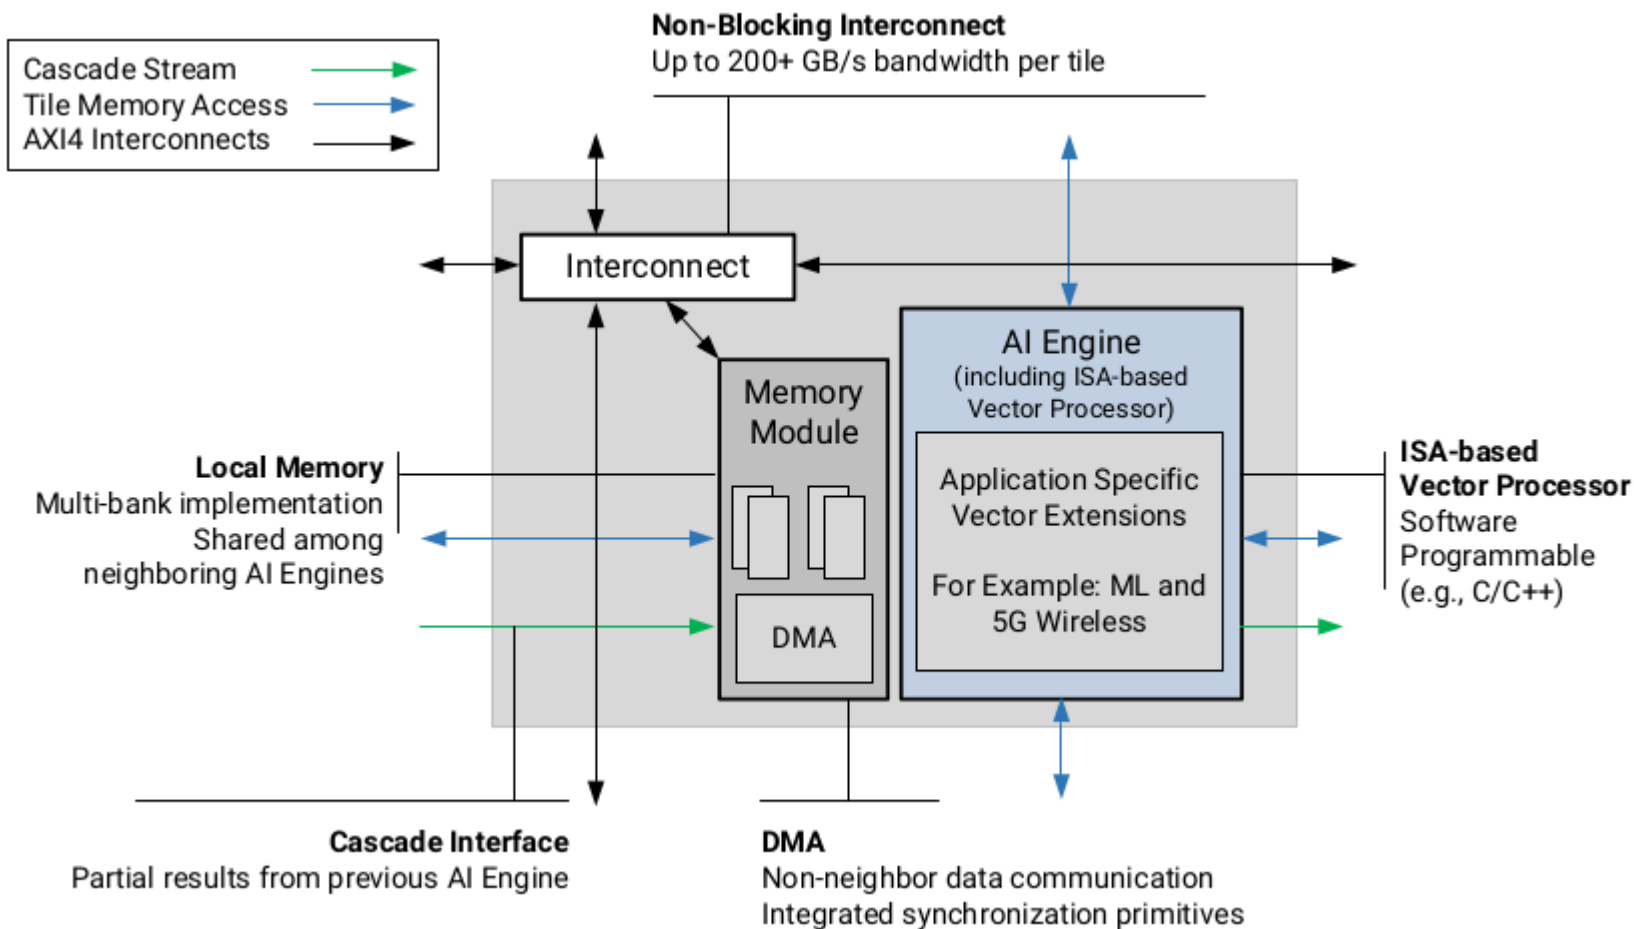 Non-Blocking Interconnect
Up to 200+ GB/s bandwidth per tile
Cascade Stream
Tile Memory Access
AXI4 Interconnects
Interconnect
AI Engine
(including ISA-based
Vector Processor)
Memory
Module
Application Specific
Vector Extensions
For Example: ML and
5G Wireless
DMA
Local Memory
Multi-bank implementation
Shared among
neighboring AI Engines
ISA-based
Vector Processor
Software
Programmable
(e.g., C/C++)
Cascade Interface
Partial results from previous AI Engine
DMA
Non-neighbor data communication
Integrated synchronization primitives